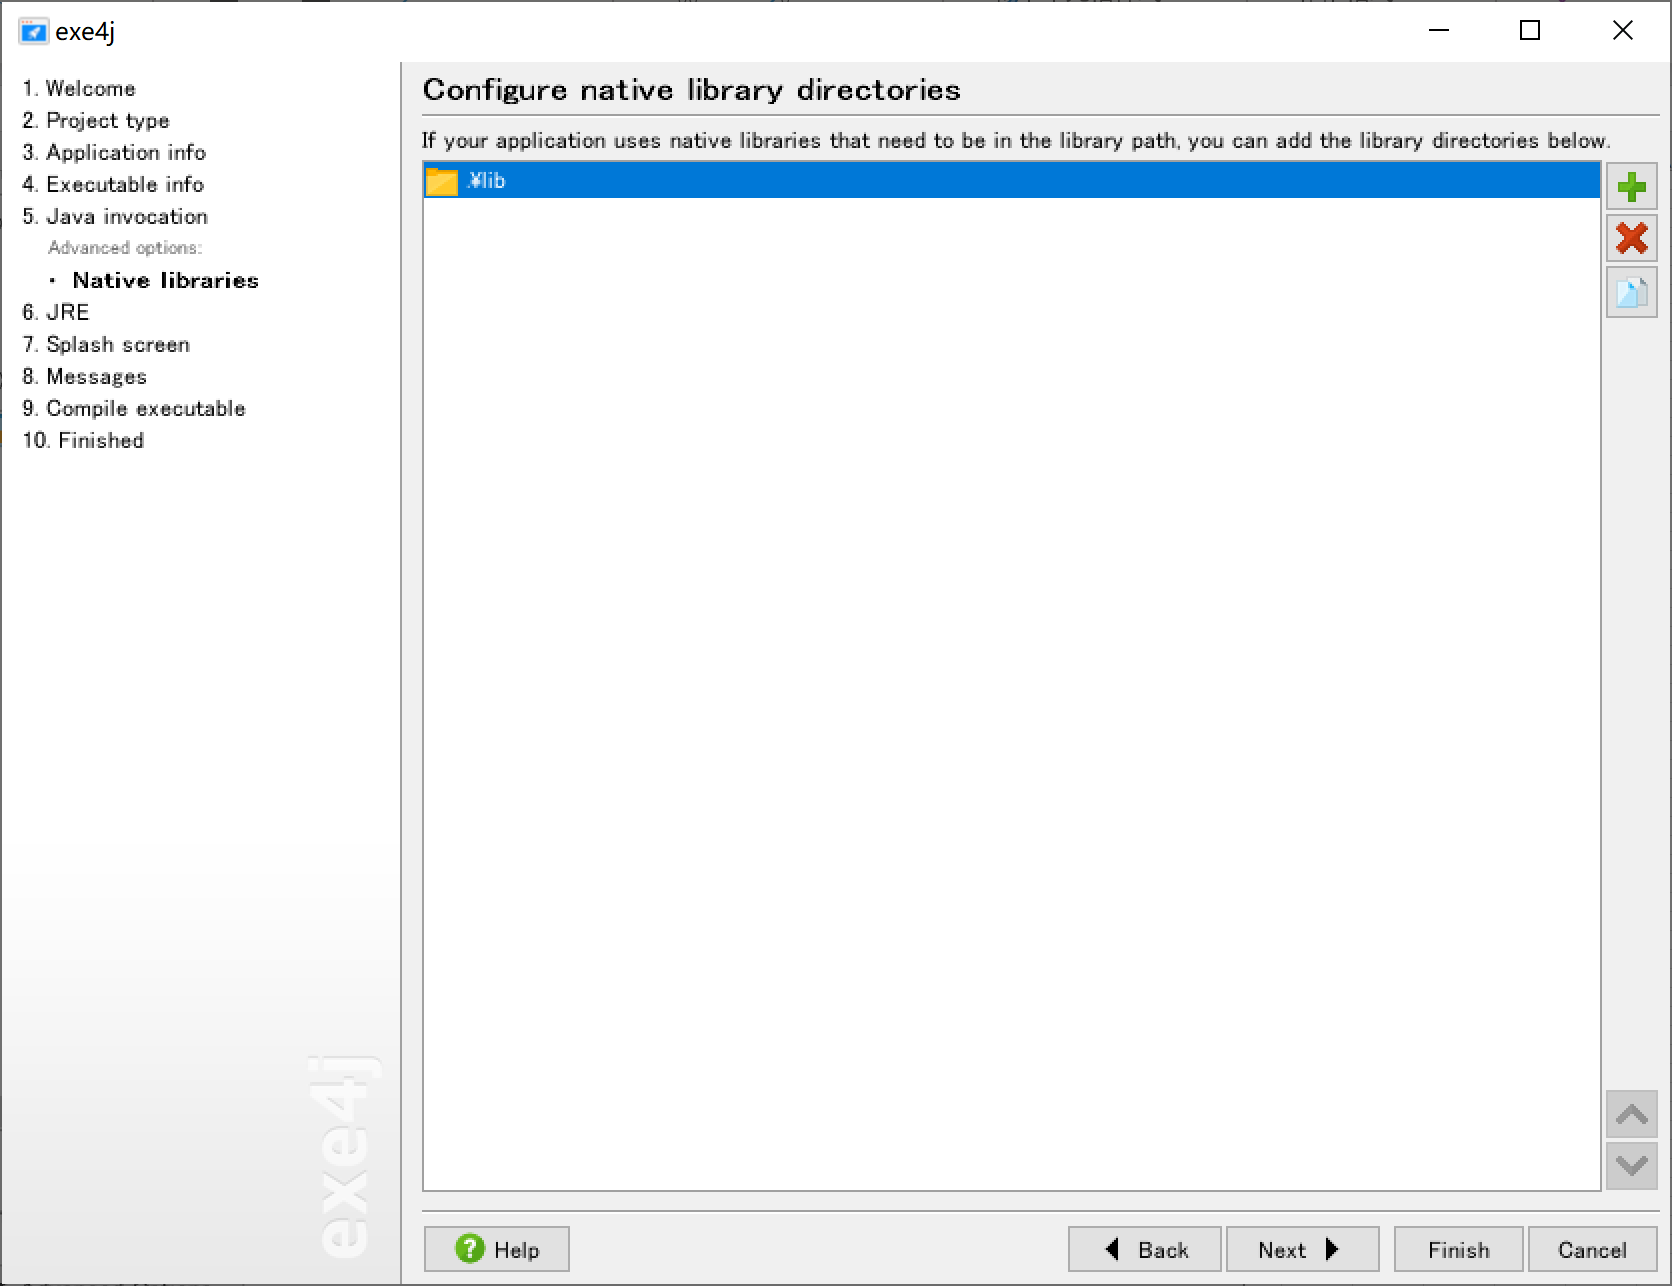 exe4j
1. Welcome
2. Project type
3. Application info
4. Executable info
5. Java invocation
Advanced options:
· Native libraries
6. JRE
7. Splash screen
8. Messages
9. Compile executable
10. Finished
exe4j
Configure native library directories
If your application uses native libraries that need to be in the library path, you can add the library directories below.
.¥lib
Help
Back
Next
Finish
Cancel